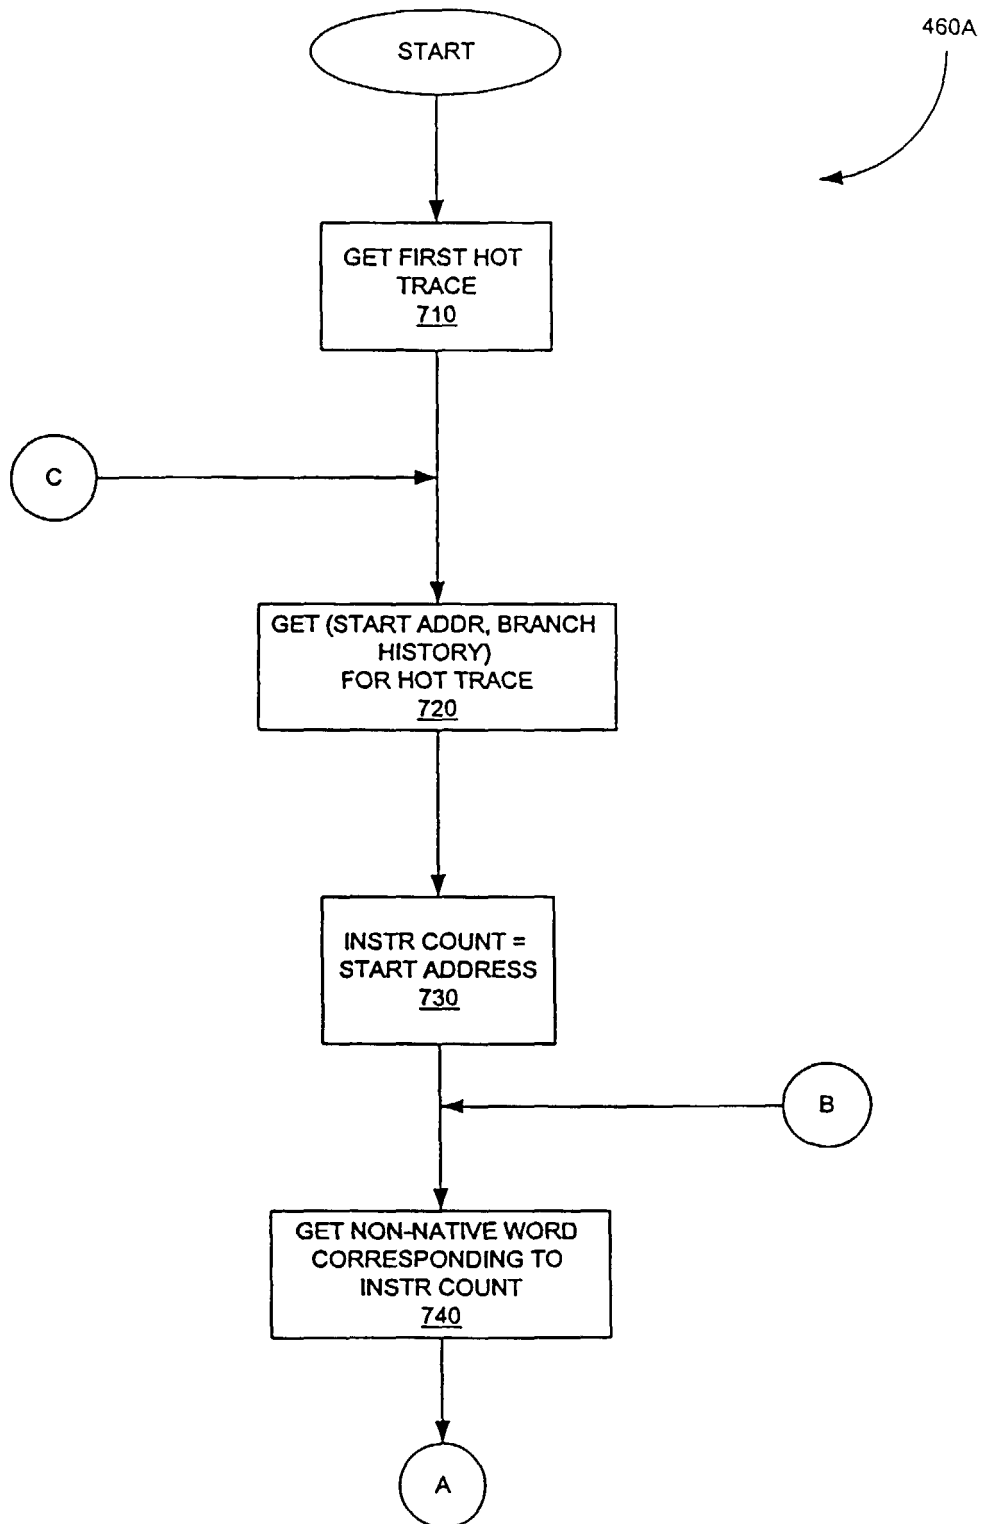 START
460A
GET FIRST HOT
TRACE
710
C
GET (START ADDR, BRANCH
HISTORY)
FOR HOT TRACE
720
INSTR COUNT =
START ADDRESS
730
B
GET NON-NATIVE WORD
CORRESPONDING TO
INSTR COUNT
740
A